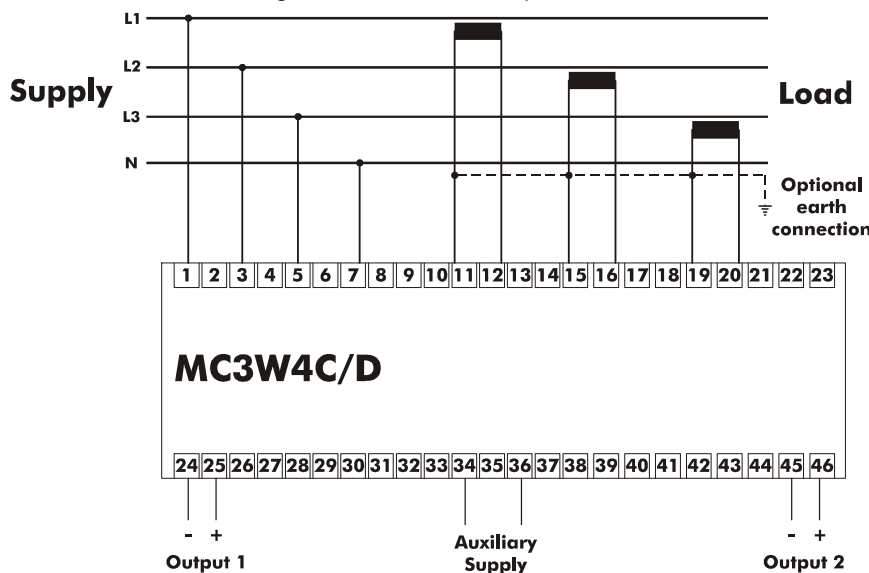 L1
L2
Supply
Load
L3
N
Optional
earth
connection
1 2 3 4 5 6 7 8 9 10 11 12 13 14 15 16 17 18 19 20 21 22 23
MC3W4C/D
24 25 26 27 28 29 30 31 32 33 34 35 36 37 38 39 40 41 42 43 44 45 46
- +
Output 1
Auxiliary
Supply
- +
Output 2